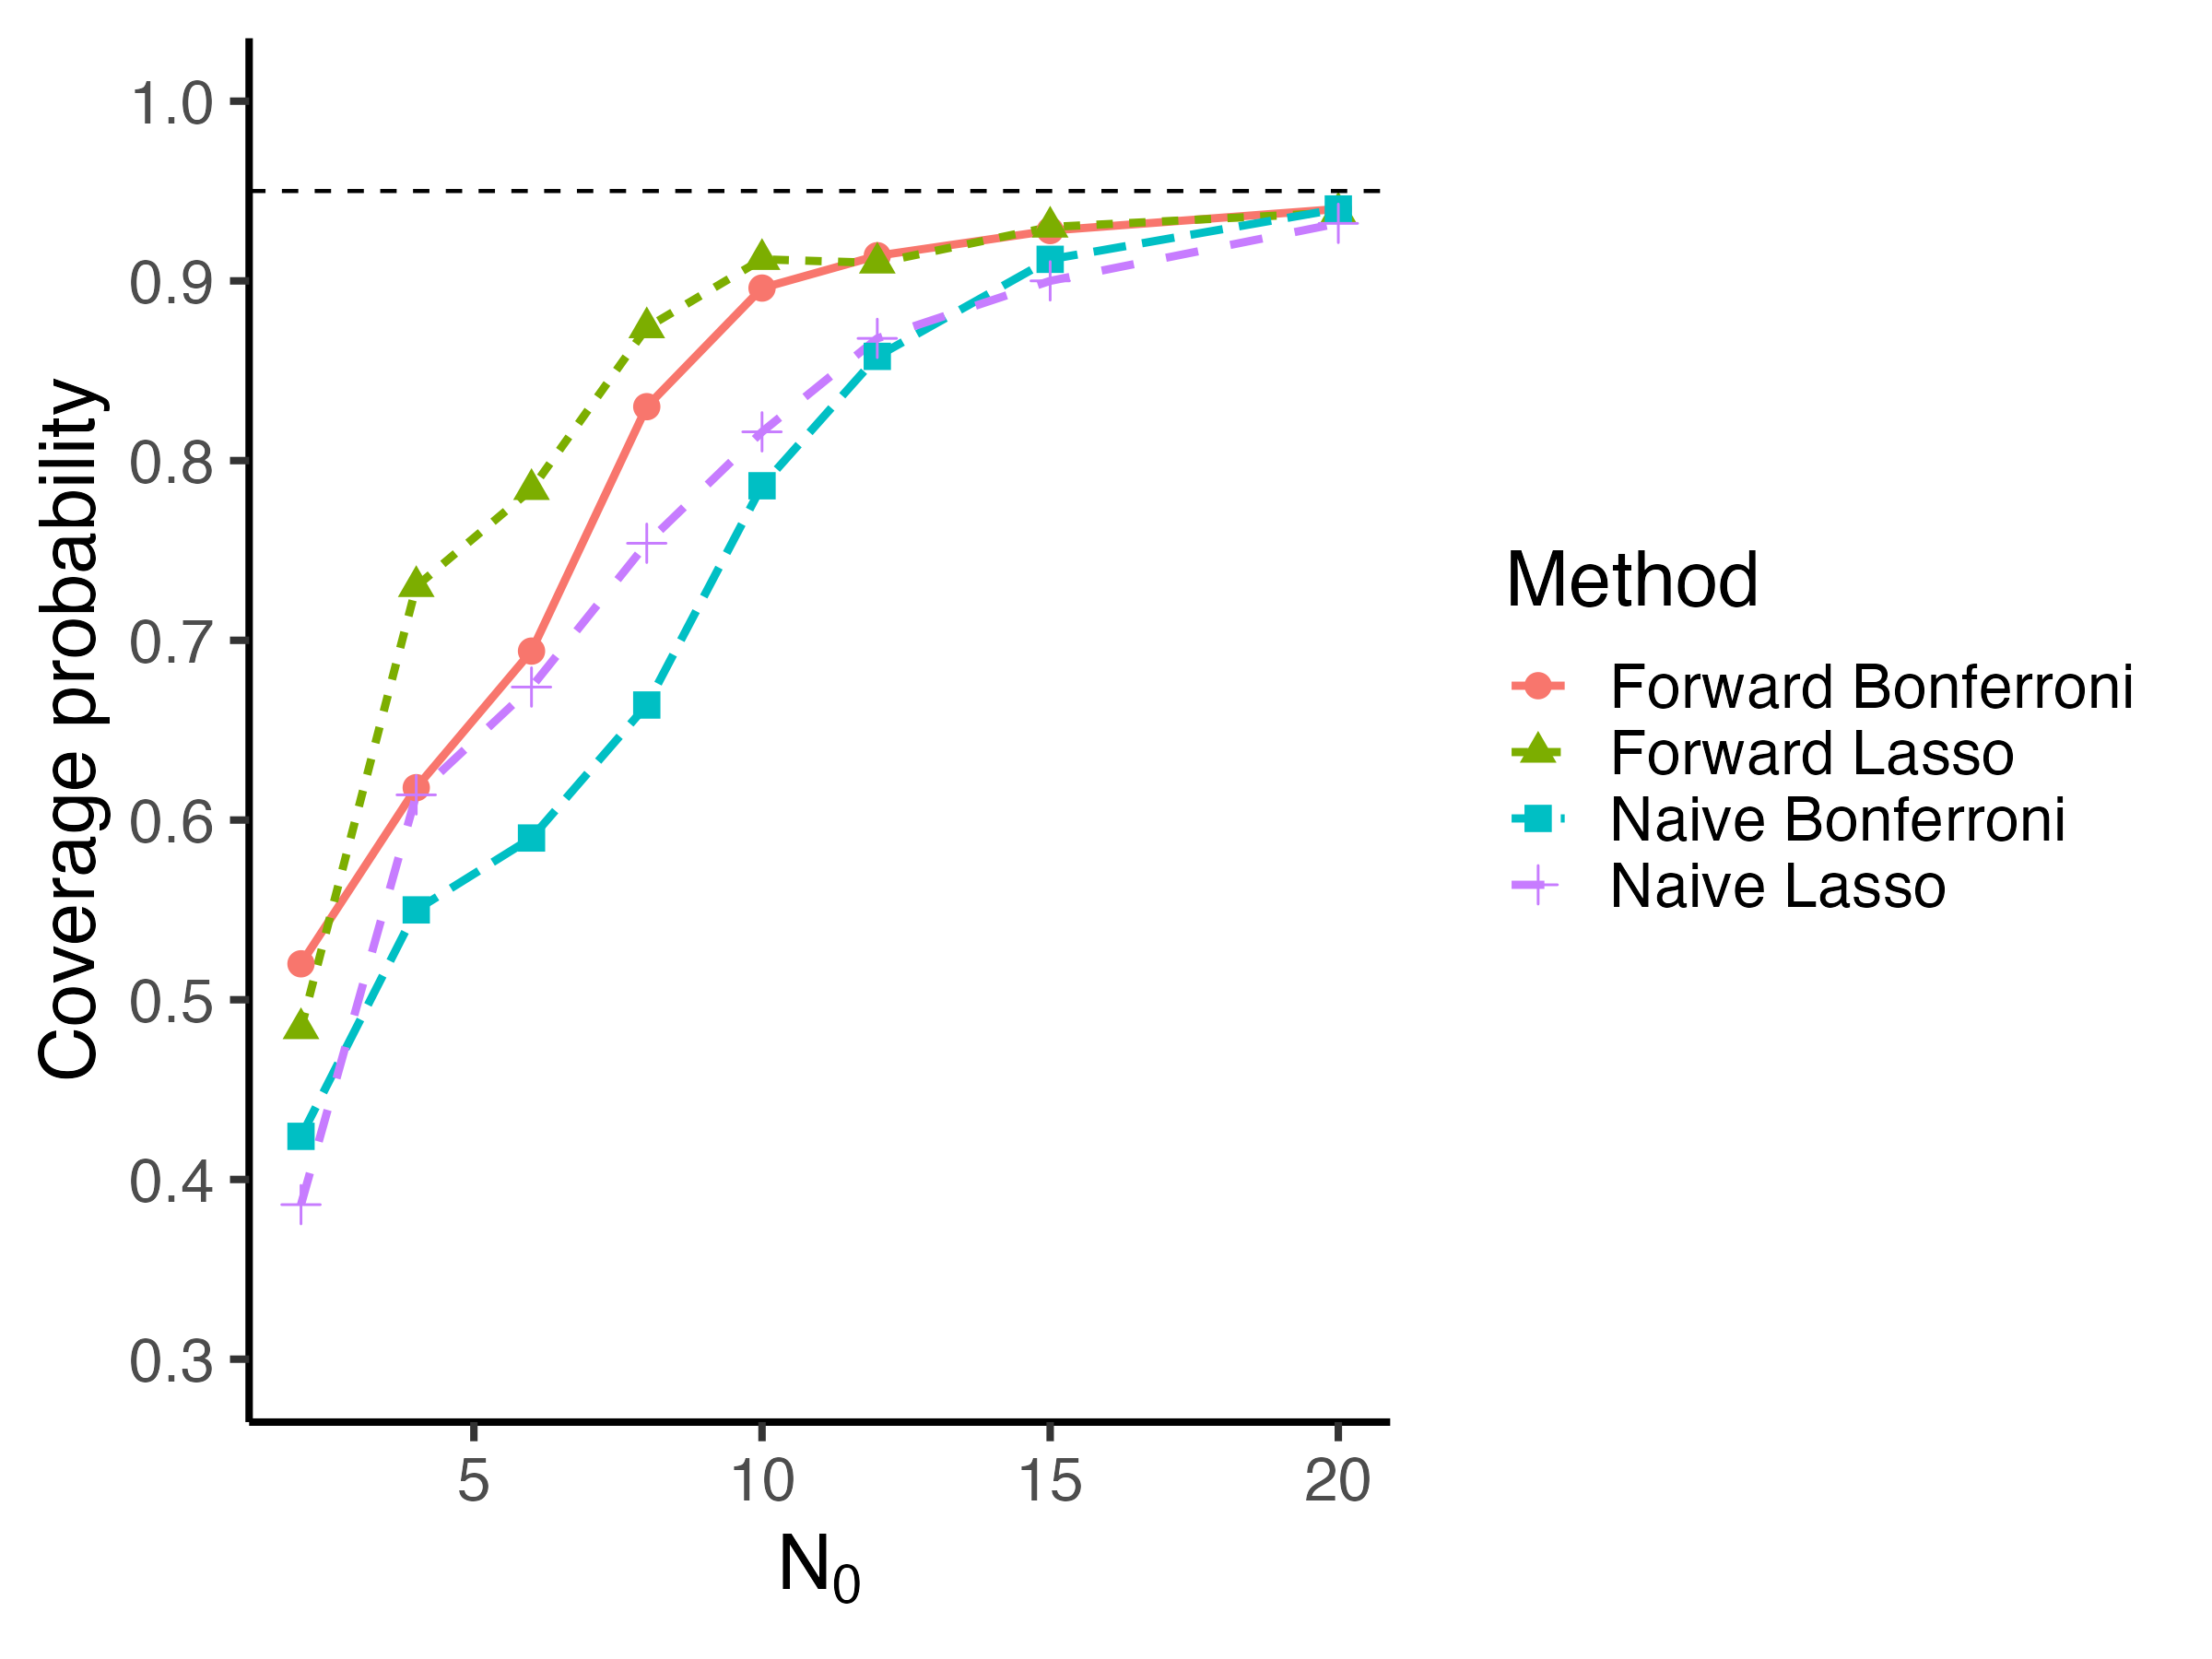 Coverage probability
1.0
0.9
0.8
0.7
0.6
0.5
0.4
0.3
5 10 15 20
N₀
Method
Forward Bonferroni
Forward Lasso
Naive Bonferroni
Naive Lasso